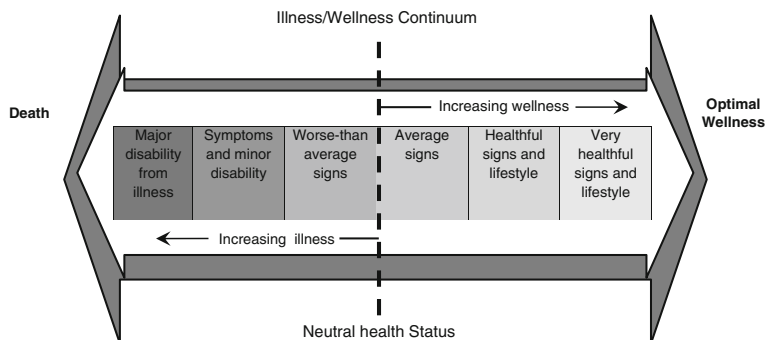 Illness/Wellness Continuum
Death
Increasing wellness
Optimal
Wellness
Major
disability
from
illness
Symptoms
and minor
disability
Worse-than
average
signs
Average
signs
Healthful
signs and
lifestyle
Very
healthful
signs and
lifestyle
Increasing illness
Neutral health Status